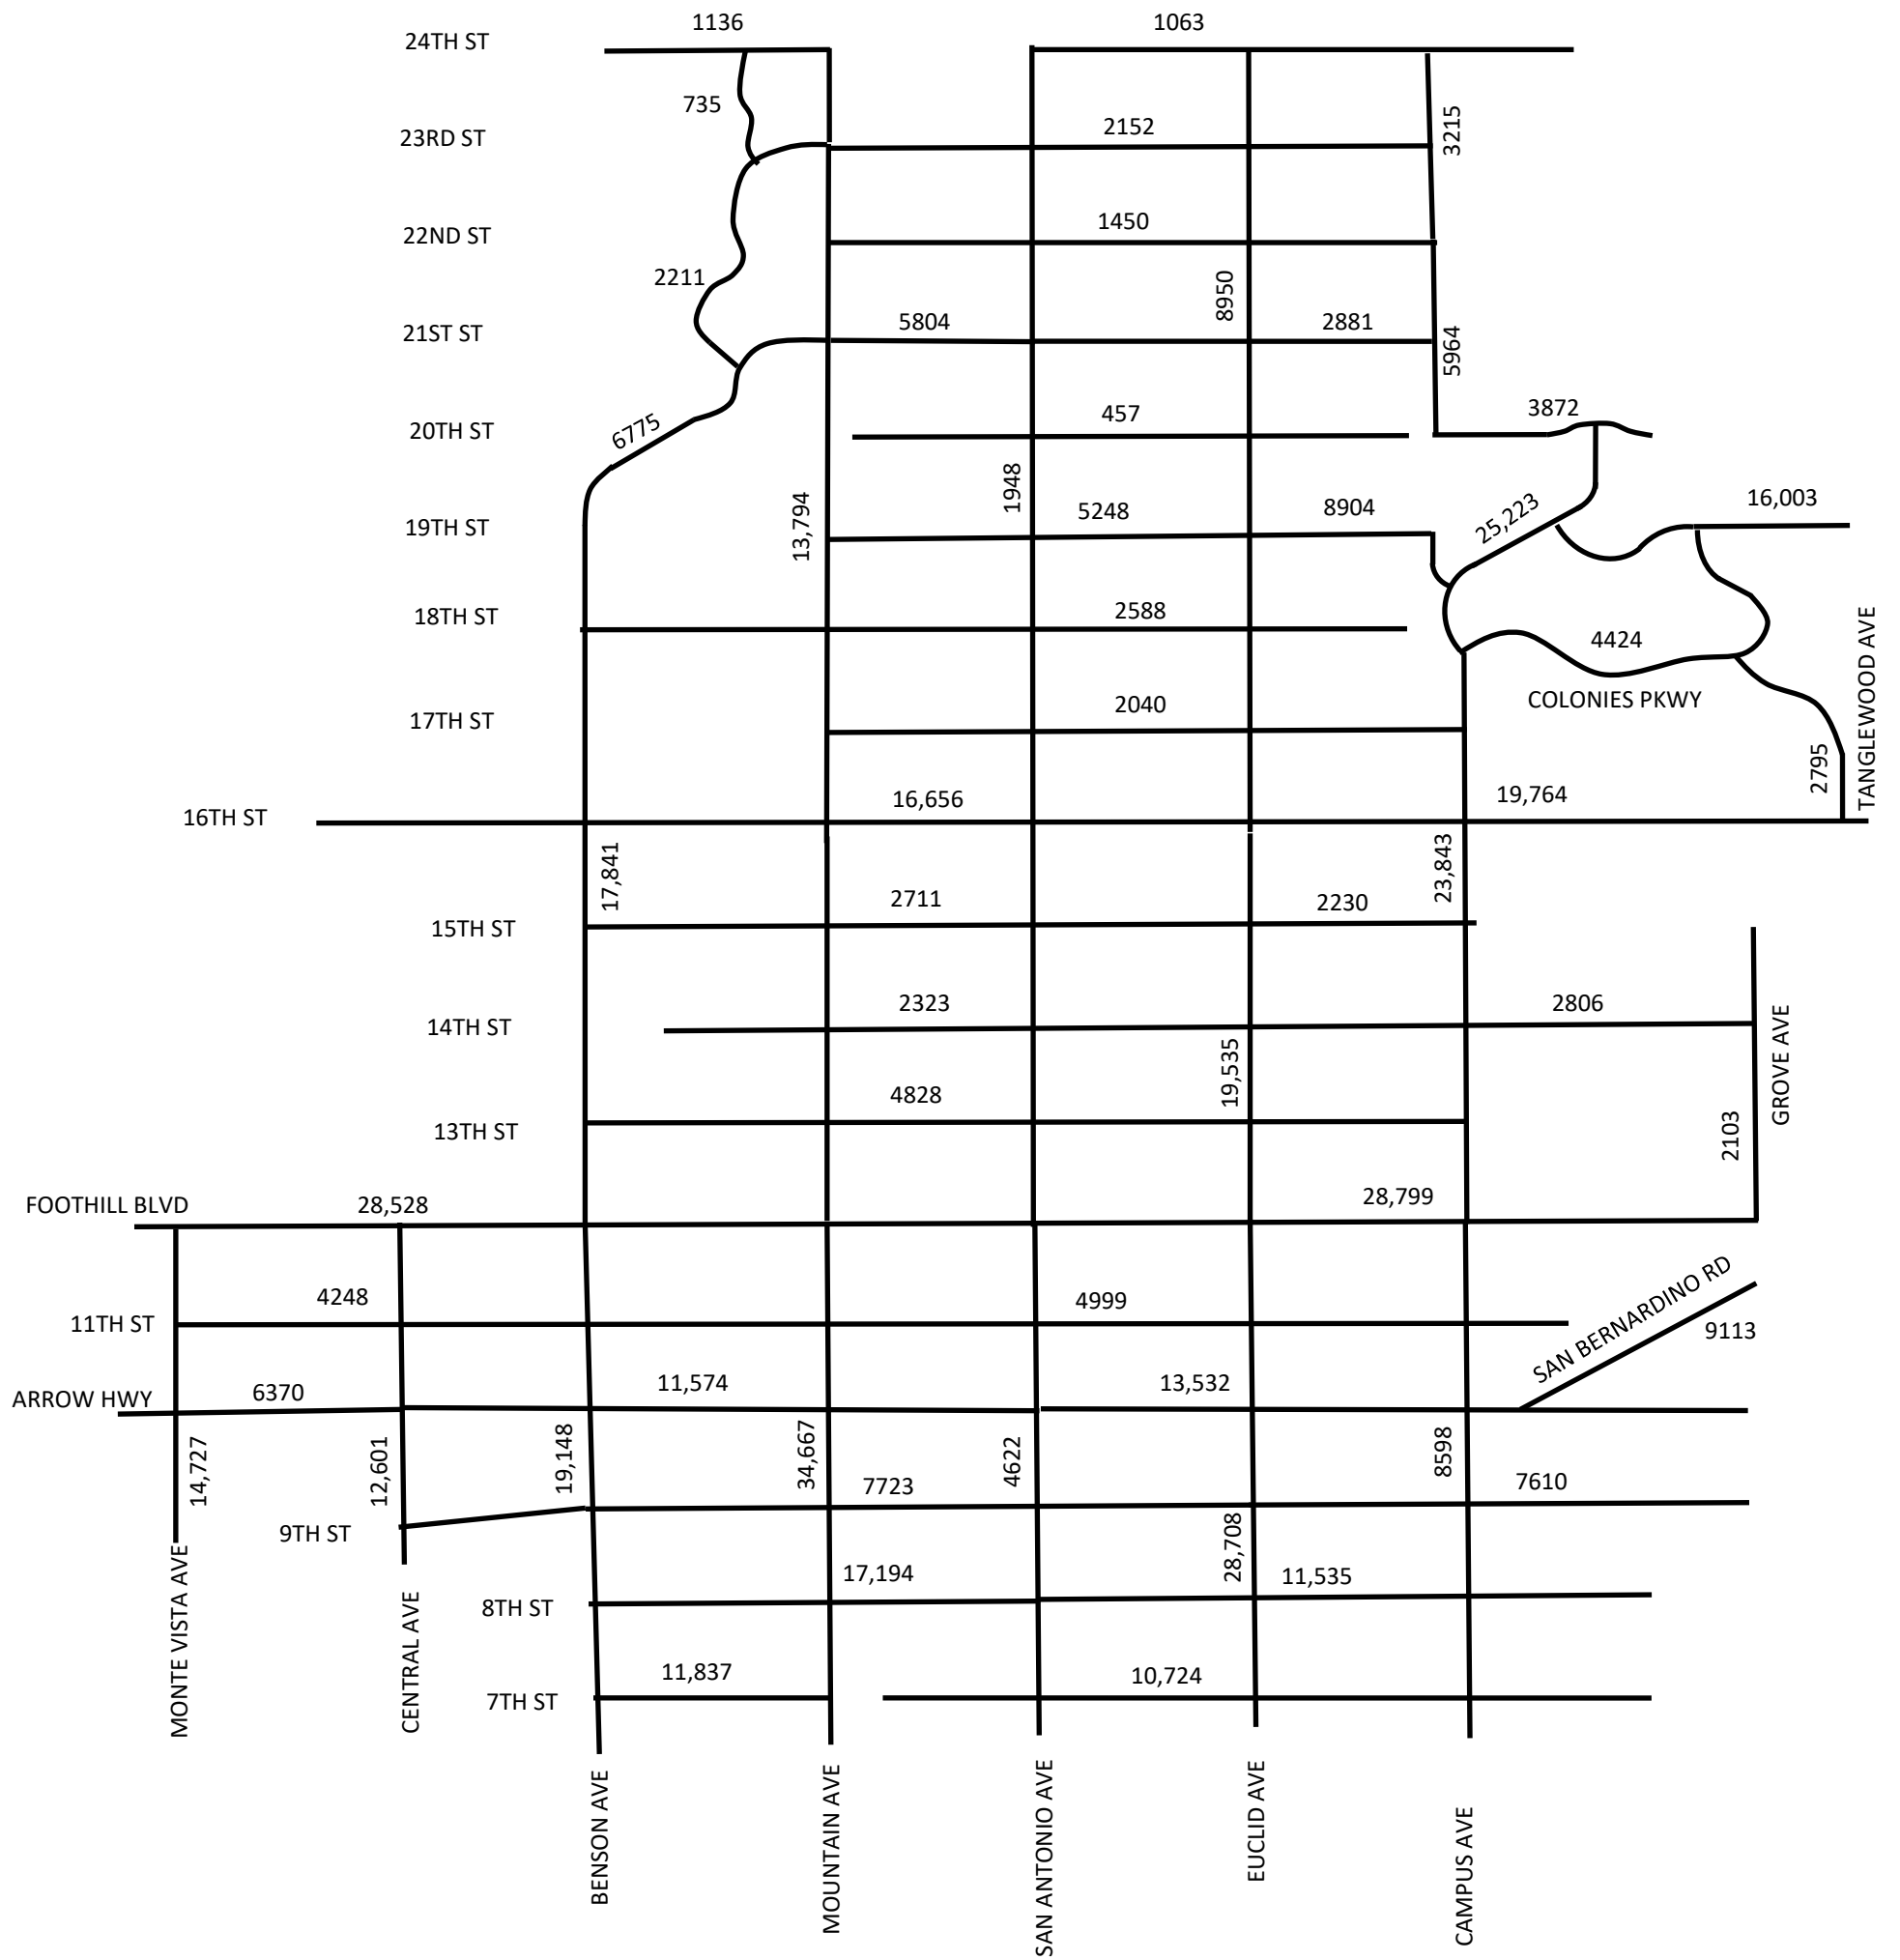 1136
1063
24TH ST
735
3215
2152
23RD ST
1450
22ND ST
2211
8950
5804
2881
21ST ST
5964
3872
457
6775
20TH ST
1948
13,794
16,003
25,223
8904
5248
19TH ST
2588
18TH ST
4424
TANGLEWOOD AVE
COLONIES PKWY
2040
17TH ST
2795
16,656
19,764
16TH ST
17,841
23,843
2711
2230
15TH ST
2323
2806
14TH ST
19,535
GROVE AVE
4828
13TH ST
2103
28,799
FOOTHILL BLVD
28,528
4248
4999
11TH ST
SAN BERNARDINO RD
9113
11,574
13,532
ARROW HWY
6370
14,727
12,601
19,148
34,667
4622
8598
7723
7610
9TH ST
28,708
17,194
11,535
8TH ST
11,837
10,724
7TH ST
MONTE VISTA AVE
CENTRAL AVE
BENSON AVE
MOUNTAIN AVE
SAN ANTONIO AVE
EUCLID AVE
CAMPUS AVE